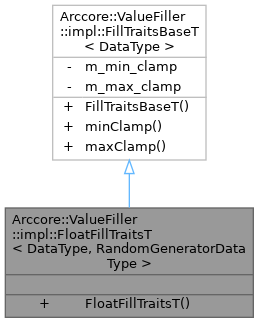 Arccore::ValueFiller
::impl::FillTraitsBaseT
< DataType >
- m_min_clamp
- m_max_clamp
+ FillTraitsBaseT()
+ minClamp()
+ maxClamp()
Arccore::ValueFiller
::impl::FloatFillTraitsT
< DataType, RandomGeneratorData
Type >
+ FloatFillTraitsT()